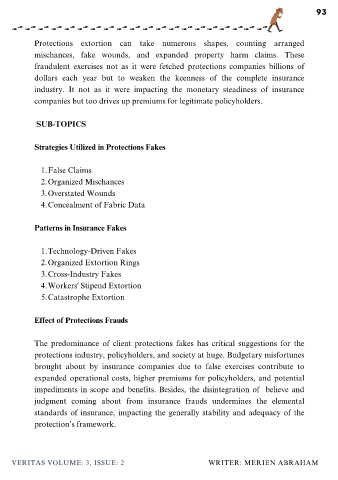 93
Protections extortion can take numerous shapes, counting arranged
mischances, fake wounds, and expanded property harm claims. These
fraudulent exercises not as it were fetched protections companies billions of
dollars each year but to weaken the keenness of the complete insurance
industry. It not as it were impacting the monetary steadiness of insurance
companies but too drives up premiums for legitimate policyholders.
SUB-TOPICS
Strategies Utilized in Protections Fakes
1. False Claims
2. Organized Mischances
3. Overstated Wounds
4. Concealment of Fabric Data
Patterns in Insurance Fakes
1. Technology-Driven Fakes
2. Organized Extortion Rings
3. Cross-Industry Fakes
4. Workers' Stipend Extortion
5. Catastrophe Extortion
Effect of Protections Frauds
The predominance of client protections fakes has critical suggestions for the
protections industry, policyholders, and society at huge. Budgetary misfortunes
brought about by insurance companies due to false exercises contribute to
expanded operational costs, higher premiums for policyholders, and potential
impediments in scope and benefits. Besides, the disintegration of believe and
judgment coming about from insurance frauds undermines the elemental
standards of insurance, impacting the generally stability and adequacy of the
protection's framework.
VERITAS VOLUME: 3, ISSUE: 2 WRITER: MERIEN ABRAHAM